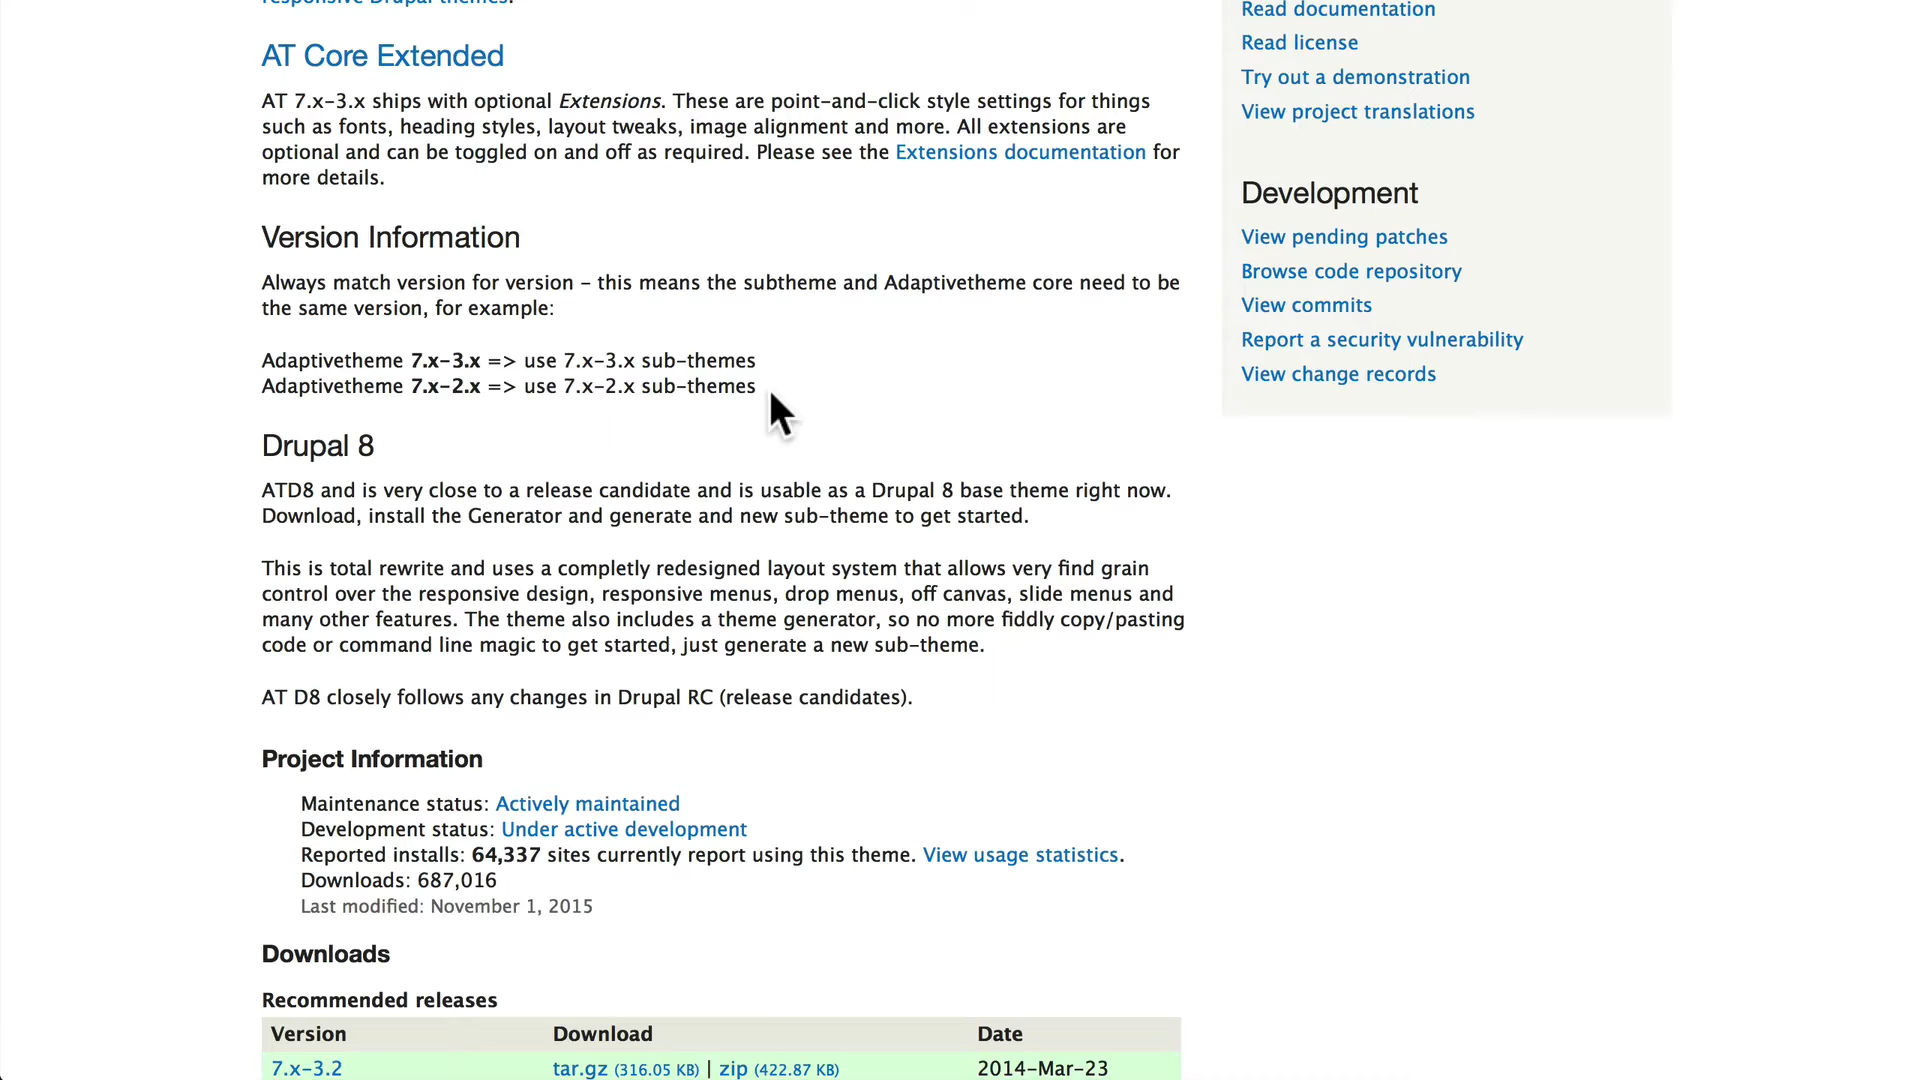 responsive Drupal themes.
AT Core Extended
AT 7.x-3.x ships with optional Extensions. These are point-and-click style settings for things
such as fonts, heading styles, layout tweaks, image alignment and more. All extensions are
optional and can be toggled on and off as required. Please see the Extensions documentation for
more details.
Version Information
Always match version for version – this means the subtheme and Adaptivetheme core need to be
the same version, for example:
Adaptivetheme 7.x-3.x => use 7.x-3.x sub-themes
Adaptivetheme 7.x-2.x => use 7.x-2.x sub-themes
Drupal 8
ATD8 and is very close to a release candidate and is usable as a Drupal 8 base theme right now.
Download, install the Generator and generate and new sub-theme to get started.
This is total rewrite and uses a completly redesigned layout system that allows very find grain
control over the responsive design, responsive menus, drop menus, off canvas, slide menus and
many other features. The theme also includes a theme generator, so no more fiddly copy/pasting
code or command line magic to get started, just generate a new sub-theme.
AT D8 closely follows any changes in Drupal RC (release candidates).
Project Information
Maintenance status: Actively maintained
Development status: Under active development
Reported installs: 64,337 sites currently report using this theme. View usage statistics.
Downloads: 687,016
Last modified: November 1, 2015
Downloads
Recommended releases
Version Download Date
7.x-3.2 tar.gz (316.05 KB) | zip (422.87 KB) 2014-Mar-23
Read documentation
Read license
Try out a demonstration
View project translations
Development
View pending patches
Browse code repository
View commits
Report a security vulnerability
View change records